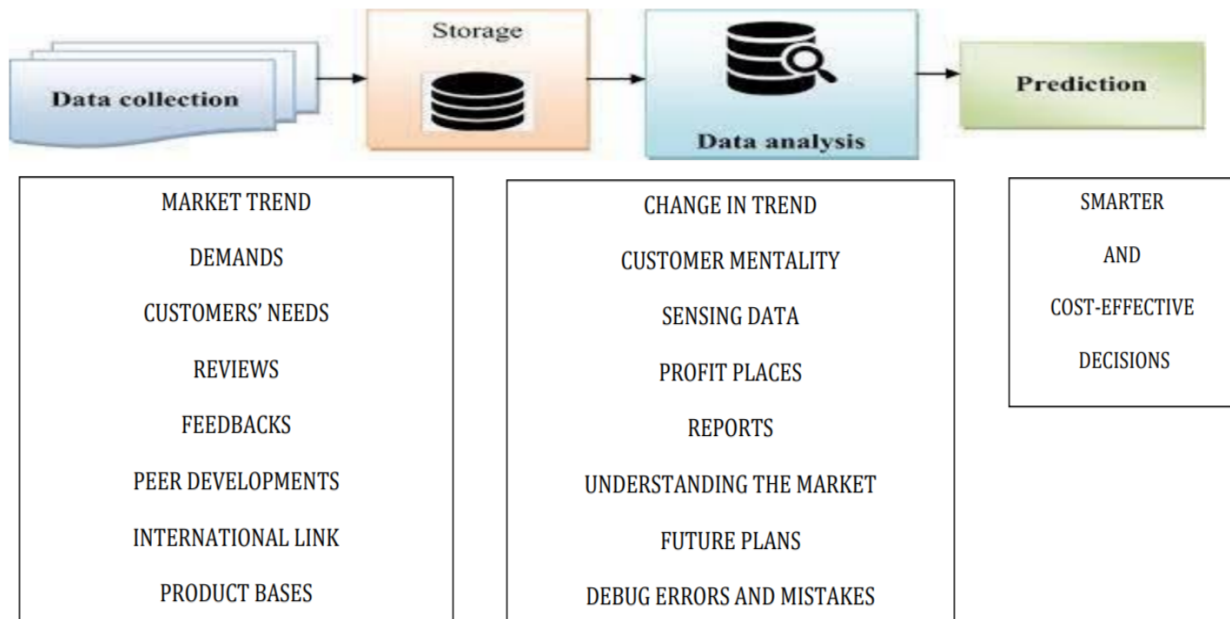 Data collection
Storage
Data analysis
Prediction
MARKET TREND
DEMANDS
CUSTOMERS’ NEEDS
REVIEWS
FEEDBACKS
PEER DEVELOPMENTS
INTERNATIONAL LINK
PRODUCT BASES
CHANGE IN TREND
CUSTOMER MENTALITY
SENSING DATA
PROFIT PLACES
REPORTS
UNDERSTANDING THE MARKET
FUTURE PLANS
DEBUG ERRORS AND MISTAKES
SMARTER
AND
COST-EFFECTIVE
DECISIONS